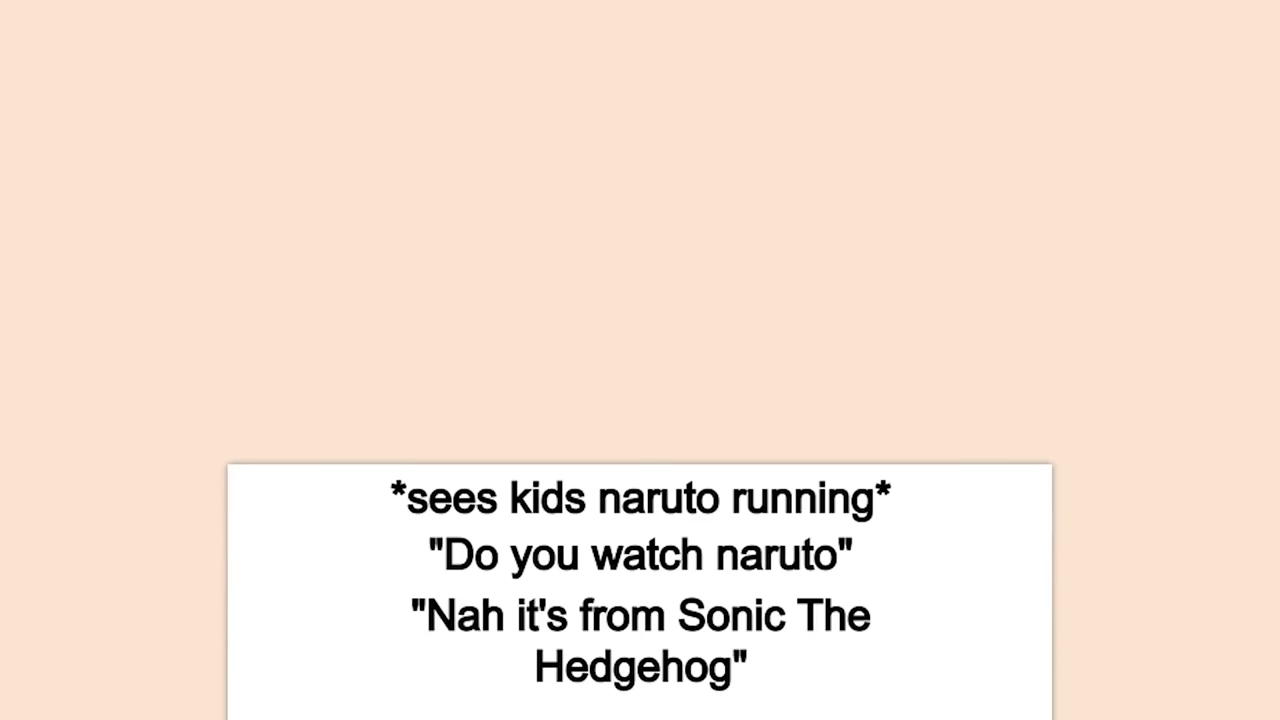 *sees kids naruto running*
"Do you watch naruto"
"Nah it's from Sonic The
Hedgehog"